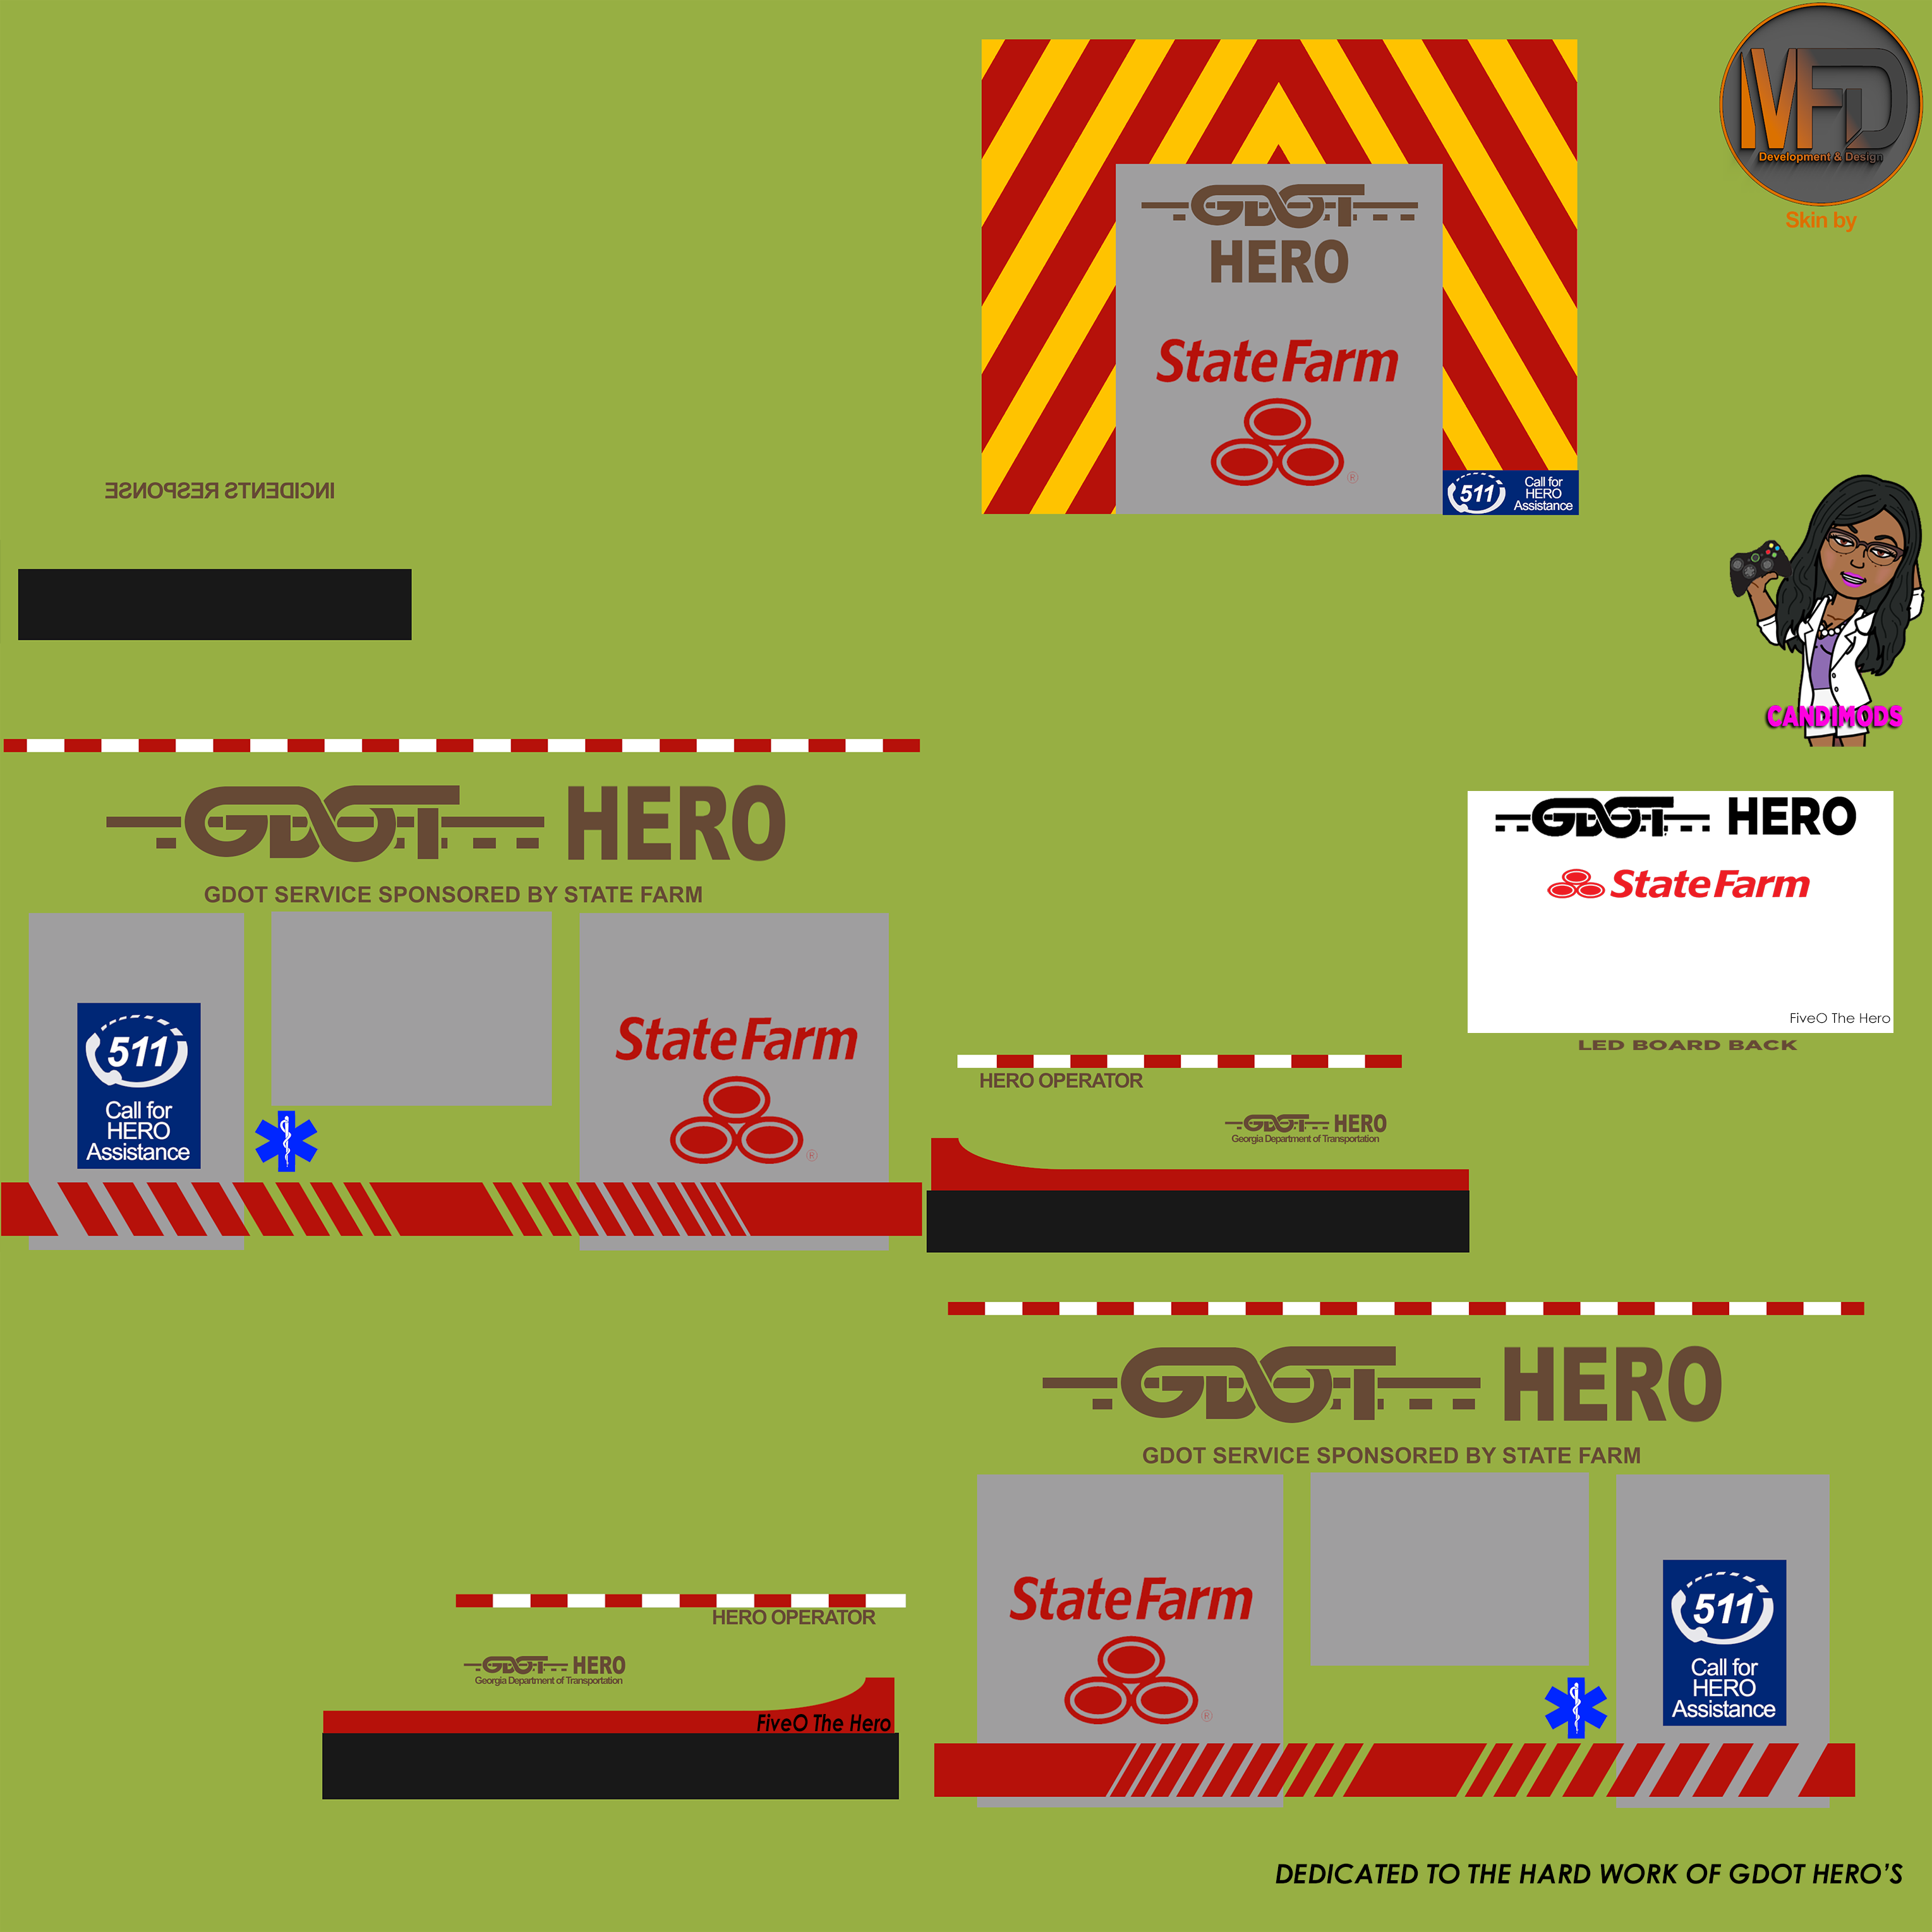 MFD
Development & Design
Skin by
GDOT
HERO
State Farm
®
511
Call for
HERO
Assistance
INCIDENTS RESPONSE
CANDIMODS
GDOT HERO
GDOT SERVICE SPONSORED BY STATE FARM
511
Call for
HERO
Assistance
State Farm
®
GDOT HERO
State Farm
FiveO The Hero
LED BOARD BACK
HERO OPERATOR
GDOT HERO
Georgia Department of Transportation
GDOT HERO
GDOT SERVICE SPONSORED BY STATE FARM
State Farm
®
511
Call for
HERO
Assistance
HERO OPERATOR
GDOT HERO
Georgia Department of Transportation
FiveO The Hero
DEDICATED TO THE HARD WORK OF GDOT HERO'S